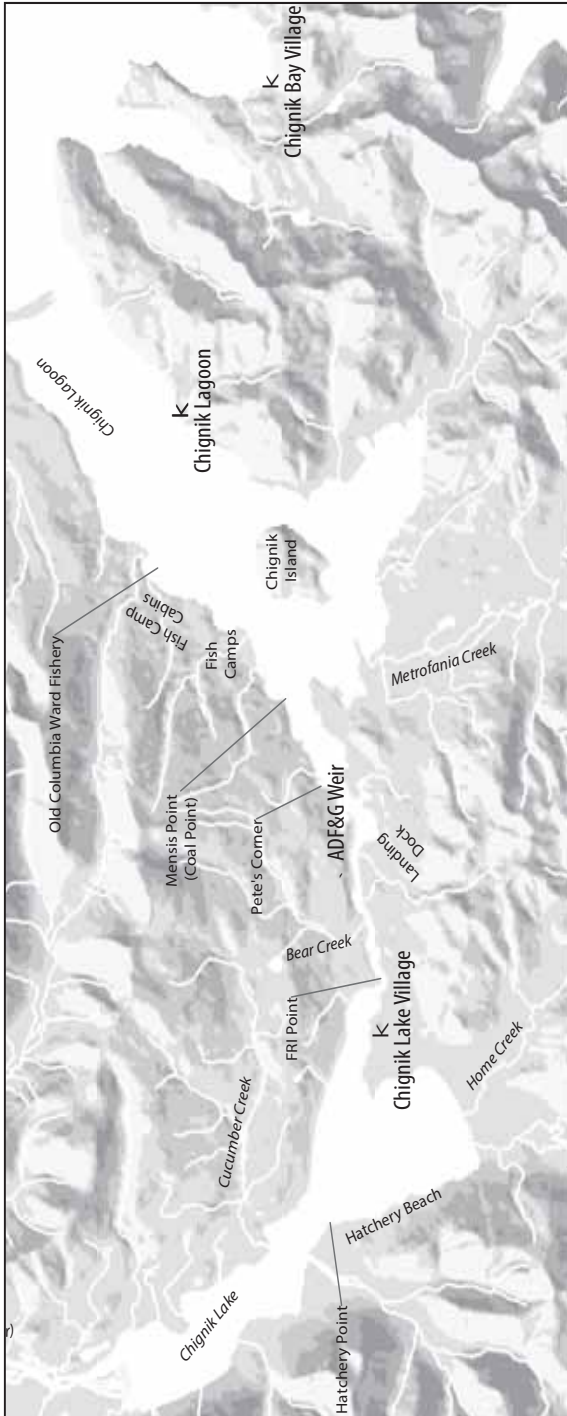 r)
Old Columbia Ward Fishery
Chignik Lagoon
Fish Camp
Cabins
Mensis Point
(Coal Point)
Fish
Camps
k
Chignik Lagoon
Chignik Lake
Cucumber Creek
Pete's Corner
k
Chignik Bay Village
FRI Point
Bear Creek
Chignik
Island
ADF&G Weir
Hatchery Point
Hatchery Beach
k
Chignik Lake Village
Landing
Dock
Metrofania Creek
Home Creek